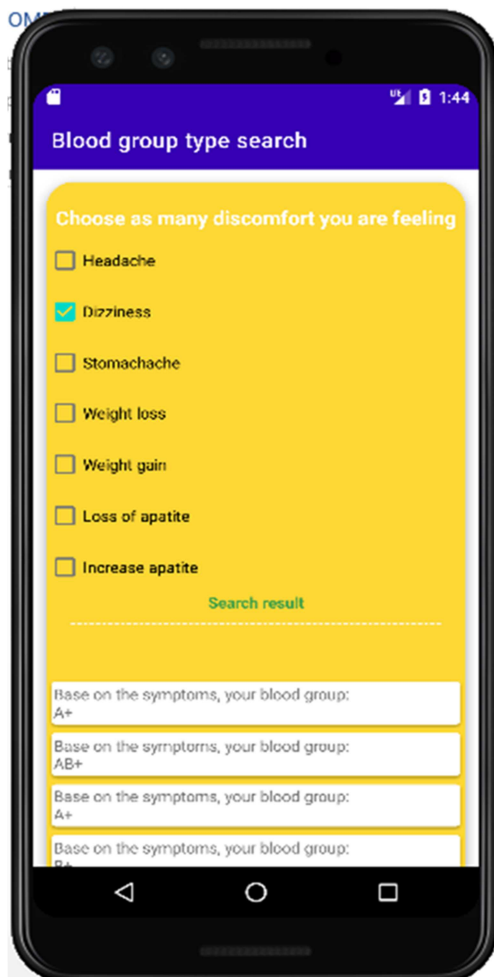 OM
1:44
Blood group type search
Choose as many discomfort you are feeling
Headache
Dizziness
Stomachache
Weight loss
Weight gain
Loss of apatite
Increase apatite
Search result
Base on the symptoms, your blood group:
A+
Base on the symptoms, your blood group:
AB+
Base on the symptoms, your blood group:
A+
Base on the symptoms, your blood group:
B+